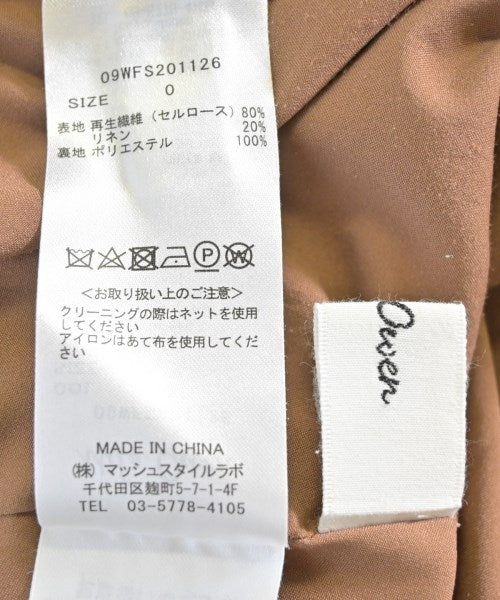 09WFS201126
SIZE 0
表地 再生繊維（セルロース）80%
リネン 20%
裏地 ポリエステル 100%
＜お取り扱い上のご注意＞
クリーニングの際はネットを使用
してください
アイロンはあて布を使用してくだ
さい
MADE IN CHINA
(株) マッシュスタイルラボ
千代田区麹町5-7-1-4F
TEL 03-5778-4105
Owen